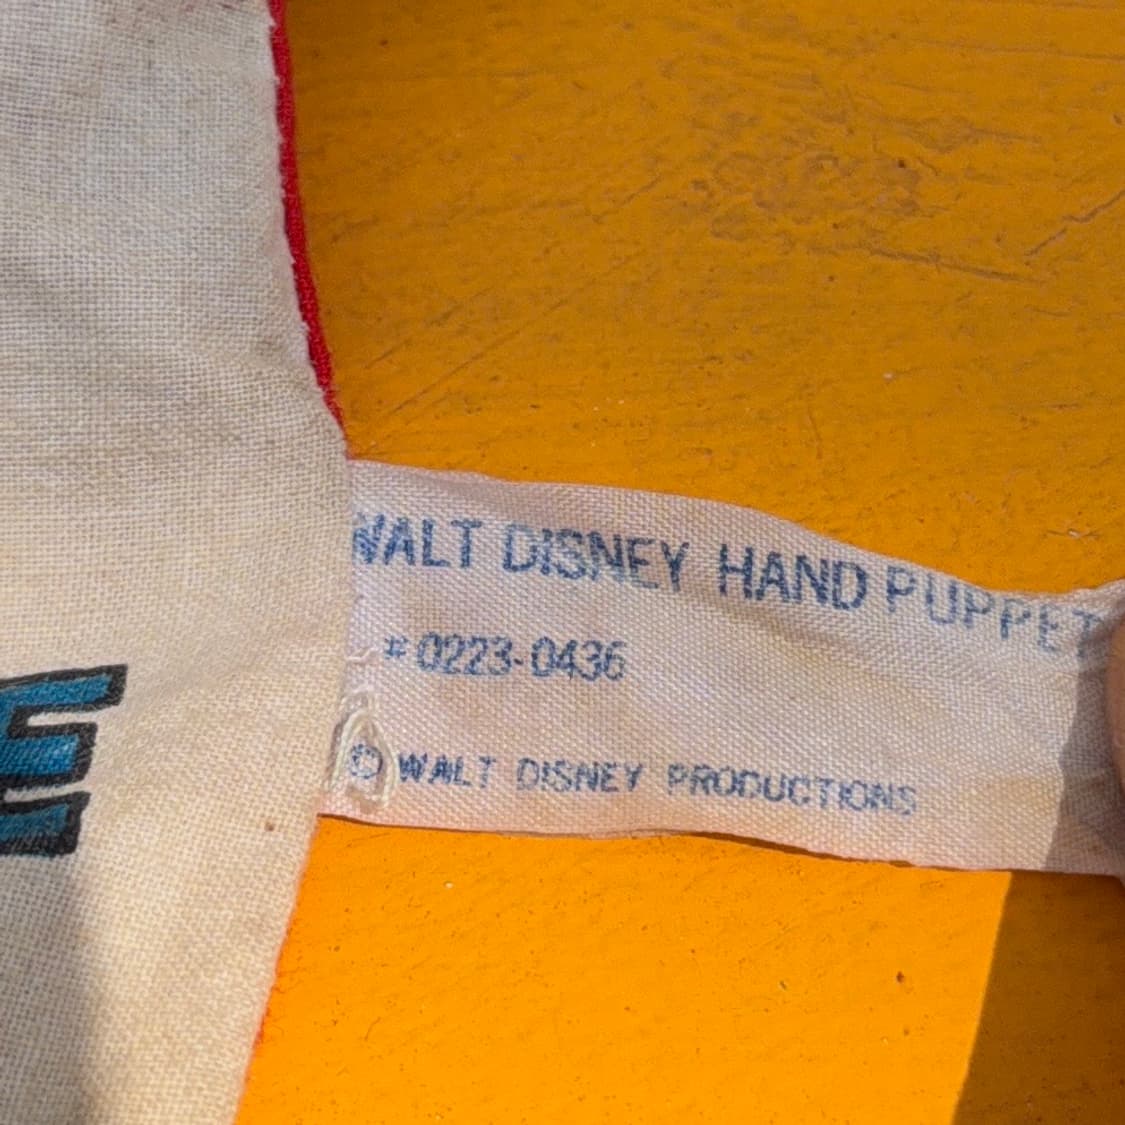 WALT DISNEY HAND PUPPET
#0223-0436
© WALT DISNEY PRODUCTIONS
E